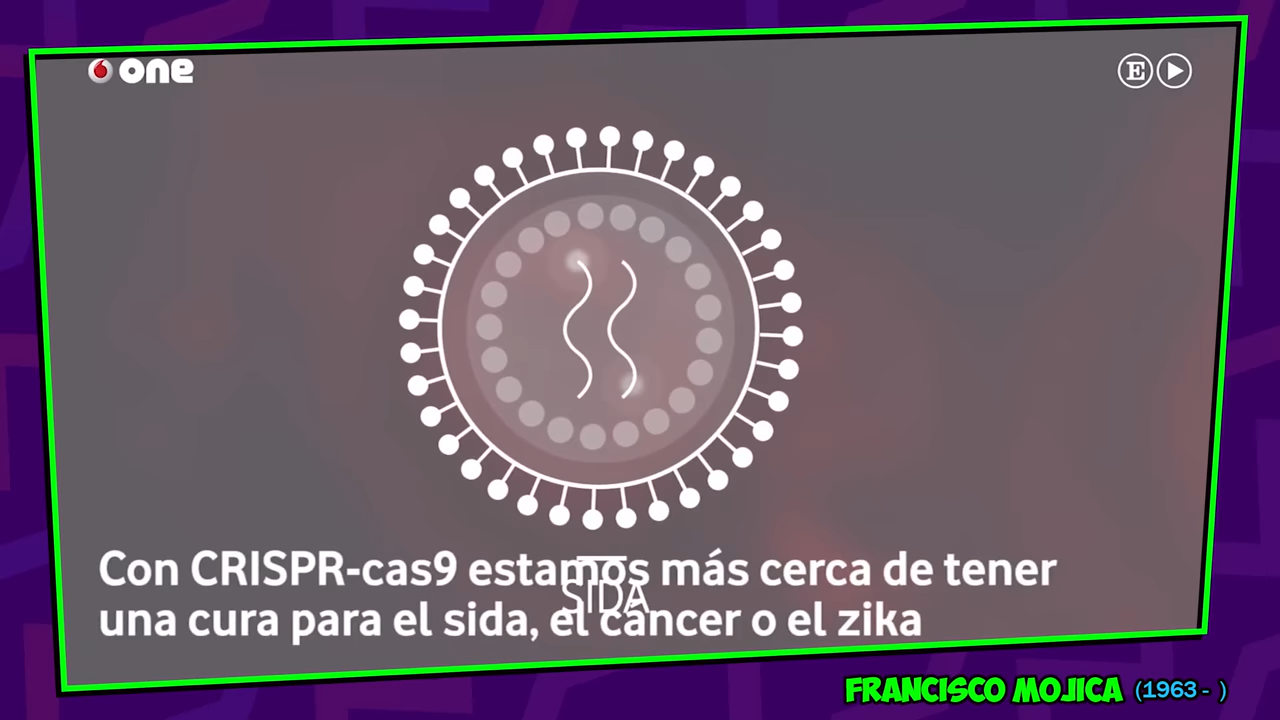 one
E
Con CRISPR-cas9 estamos más cerca de tener
SIDA
una cura para el sida, el cáncer o el zika
FRANCISCO MOJICA (1963 - )